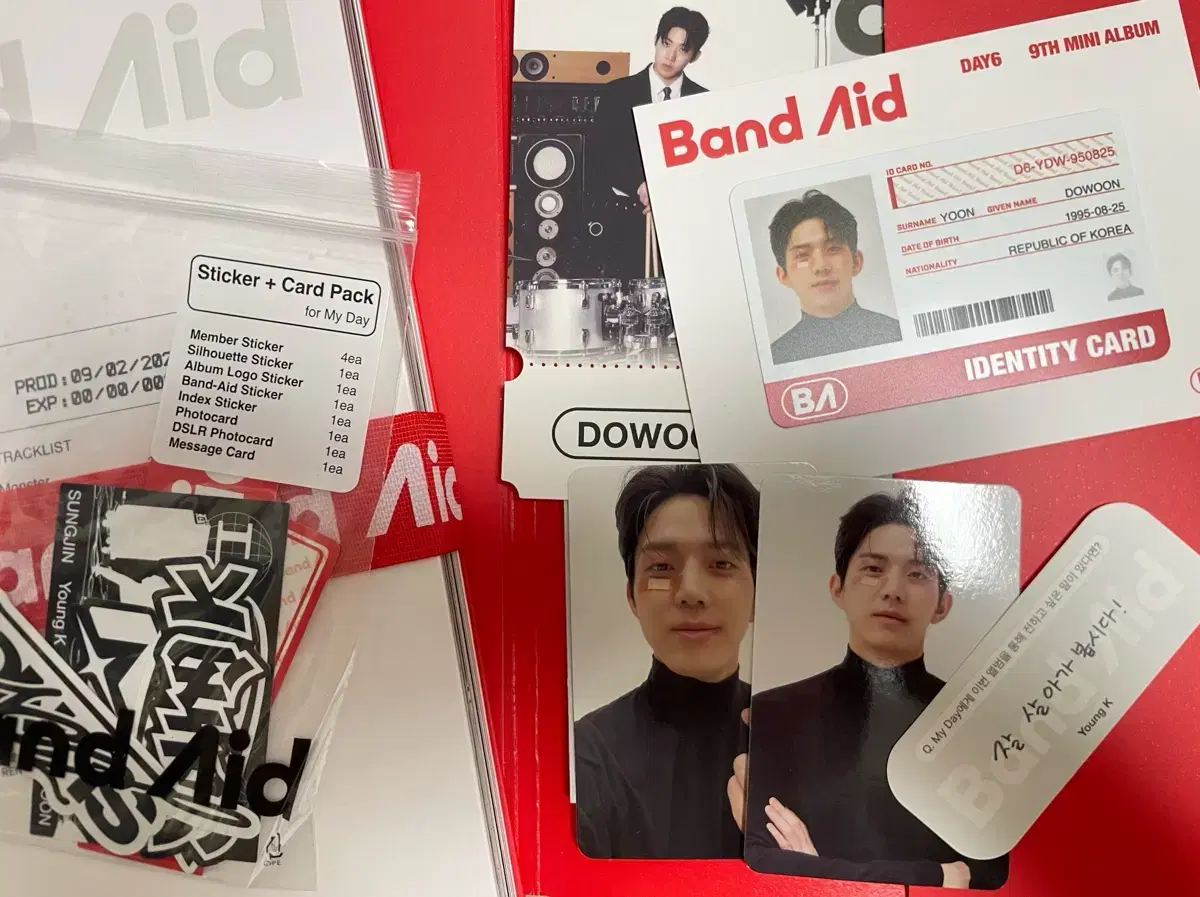 Band Aid
Sticker + Card Pack
for My Day
Member Sticker 4ea
Silhouette Sticker 1ea
Album Logo Sticker 1ea
Band-Aid Sticker 1ea
Index Sticker 1ea
Photocard 1ea
DSLR Photocard 1ea
Message Card 1ea
PROD:09/02/202
EXP:00/00/00
TRACKLIST
Monster
Aid
SUNGJIN Young K
Band Aid
DOWOO
Band Aid
DAY6 9TH MINI ALBUM
ID CARD NO. D6-YDW-950825
SURNAME YOON GIVEN NAME DOWOON
DATE OF BIRTH 1995-08-25
NATIONALITY REPUBLIC OF KOREA
IDENTITY CARD
BA
Q. My Day에게 이번 앨범을 통해 전하고 싶은 말이 있다면?
잘 살아가 봅시다!
Young K
Band Aid